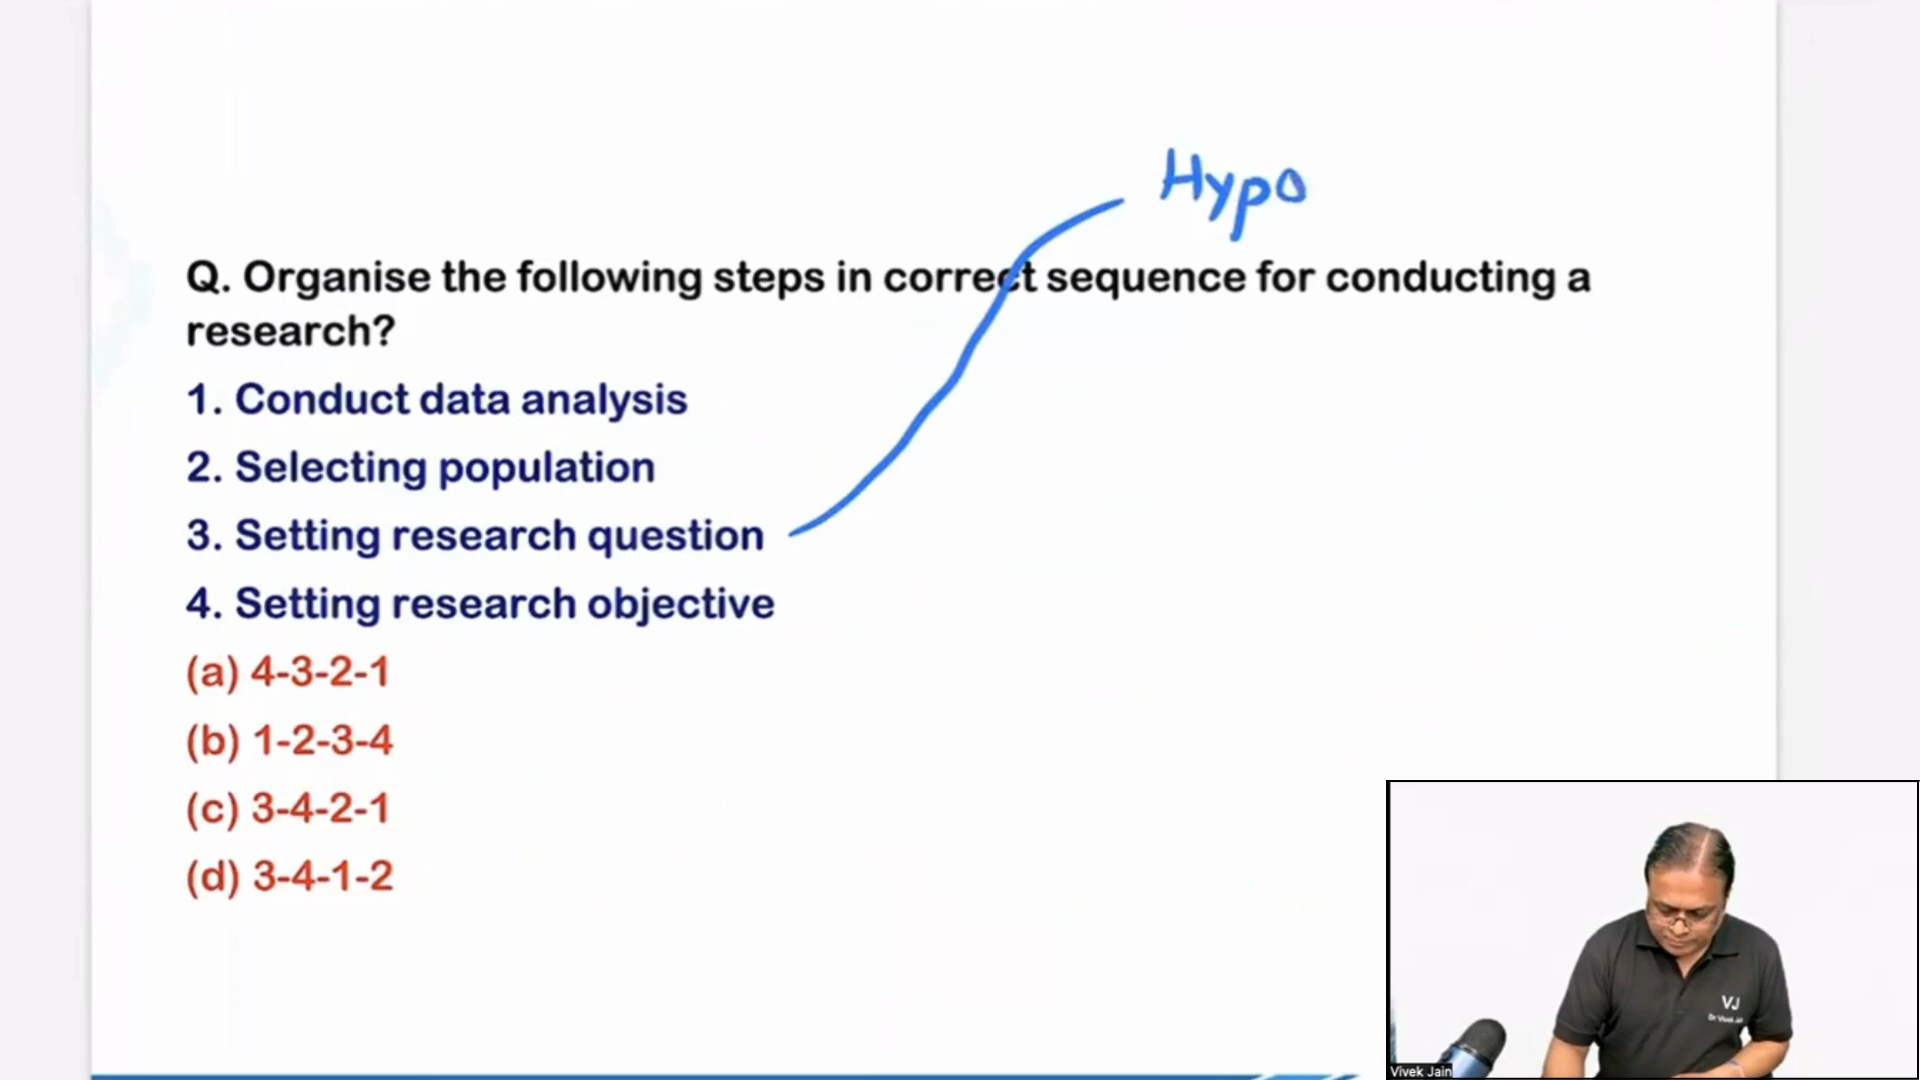 Hypo
Q. Organise the following steps in correct sequence for conducting a
research?
1. Conduct data analysis
2. Selecting population
3. Setting research question
4. Setting research objective
(a) 4-3-2-1
(b) 1-2-3-4
(c) 3-4-2-1
(d) 3-4-1-2
VJ
Vivek Jain